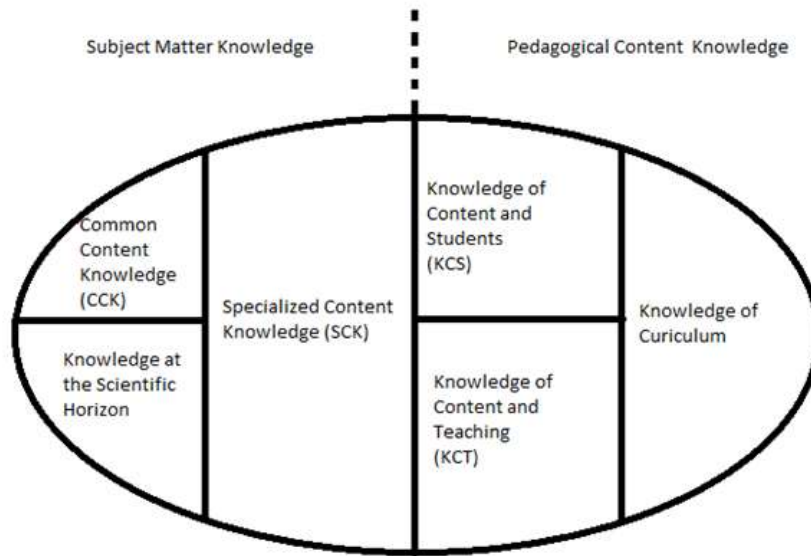 Subject Matter Knowledge
Pedagogical Content Knowledge
Common
Content
Knowledge
(CCK)
Knowledge at
the Scientific
Horizon
Specialized Content
Knowledge (SCK)
Knowledge of
Content and
Students
(KCS)
Knowledge of
Content and
Teaching
(KCT)
Knowledge of
Curiculum